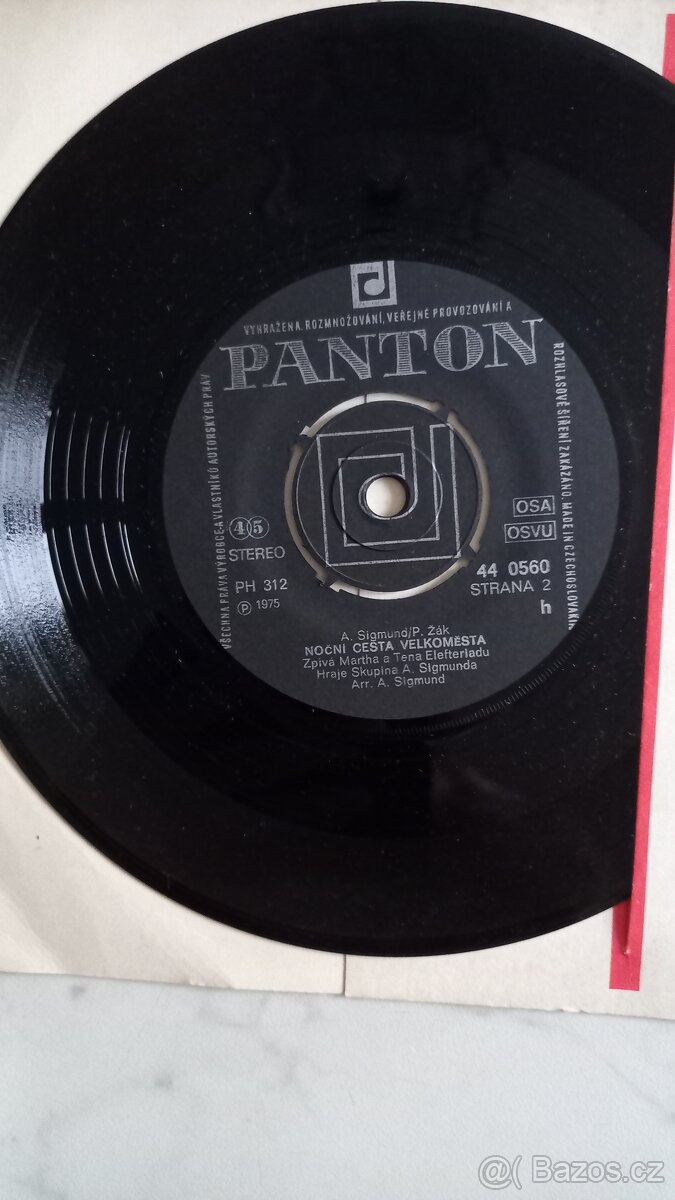 VŠECHNA PRÁVA VÝROBCE A VLASTNÍKŮ AUTORSKÝCH PRÁV
VYHRAŽENA. ROZMNOŽOVÁNÍ, VEŘEJNÉ PROVOZOVÁNÍ A
ROZHLASOVÉ ŠÍŘENÍ ZAKÁZÁNO. MADE IN CZECHOSLOVAKIA
PANTON
45
STEREO
PH 312
℗ 1975
OSA
OSVU
44 0560
STRANA 2
h
A. Sigmund/P. Žák
NOČNÍ CESTA VELKOMĚSTA
Zpívá Martha a Tena Elefteriadu
Hraje Skupina A. Sigmunda
Arr. A. Sigmund
@( Bazos.cz